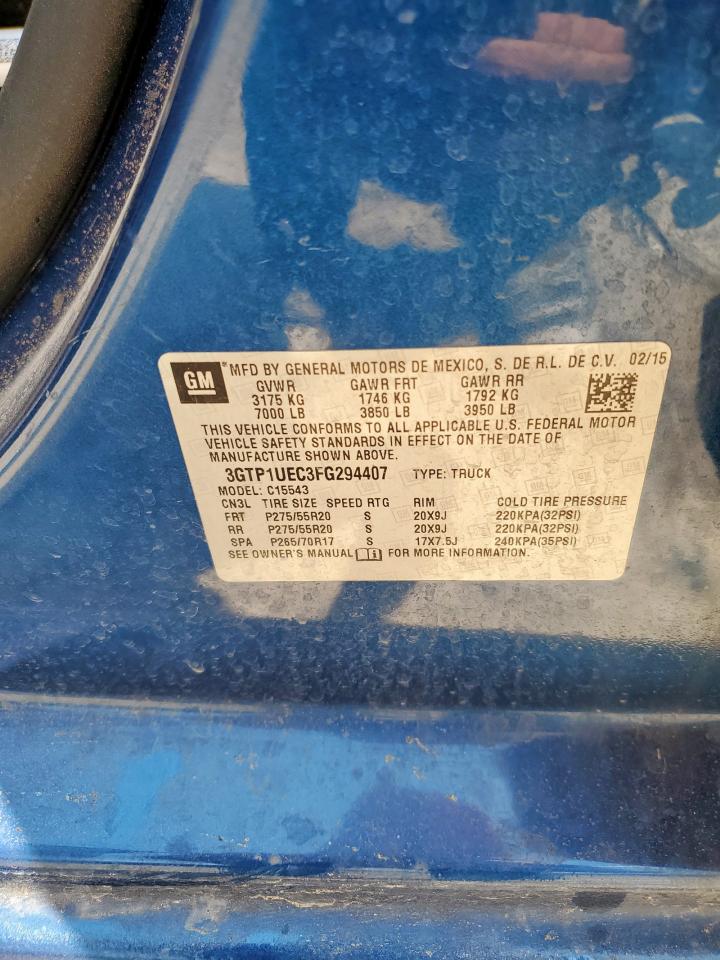 GM *MFD BY GENERAL MOTORS DE MEXICO, S. DE R.L. DE C.V. 02/15
GVWR GAWR FRT GAWR RR
3175 KG 1746 KG 1792 KG
7000 LB 3850 LB 3950 LB
THIS VEHICLE CONFORMS TO ALL APPLICABLE U.S. FEDERAL MOTOR
VEHICLE SAFETY STANDARDS IN EFFECT ON THE DATE OF
MANUFACTURE SHOWN ABOVE.
3GTP1UEC3FG294407 TYPE: TRUCK
MODEL: C15543
CN3L TIRE SIZE SPEED RTG RIM COLD TIRE PRESSURE
FRT P275/55R20 S 20X9J 220KPA(32PSI)
RR P275/55R20 S 20X9J 220KPA(32PSI)
SPA P265/70R17 S 17X7.5J 240KPA(35PSI)
SEE OWNER'S MANUAL FOR MORE INFORMATION.